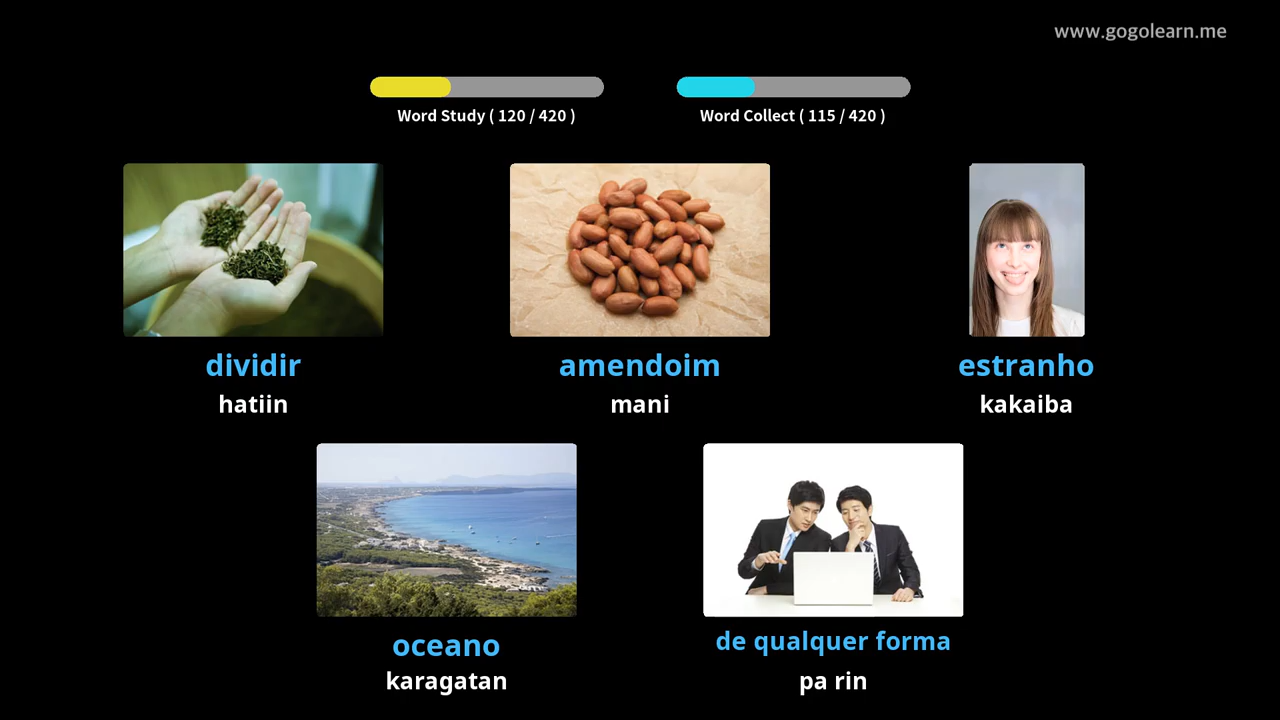 www.gogolearn.me
Word Study ( 120 / 420 )
Word Collect ( 115 / 420 )
dividir
hatiin
amendoim
mani
estranho
kakaiba
oceano
karagatan
de qualquer forma
pa rin